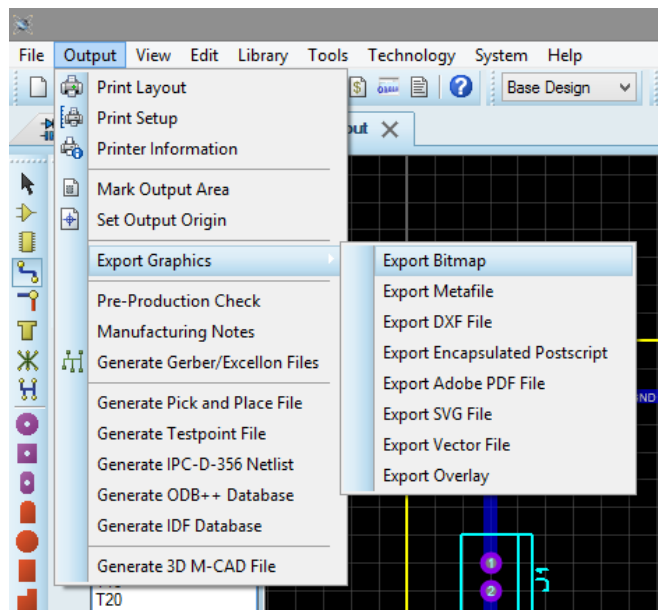 File Output View Edit Library Tools Technology System Help
Base Design
Print Layout
Print Setup
Printer Information
Mark Output Area
Set Output Origin
Export Graphics
Pre-Production Check
Manufacturing Notes
Generate Gerber/Excellon Files
Generate Pick and Place File
Generate Testpoint File
Generate IPC-D-356 Netlist
Generate ODB++ Database
Generate IDF Database
Generate 3D M-CAD File
T20
Export Bitmap
Export Metafile
Export DXF File
Export Encapsulated Postscript
Export Adobe PDF File
Export SVG File
Export Vector File
Export Overlay
1
2